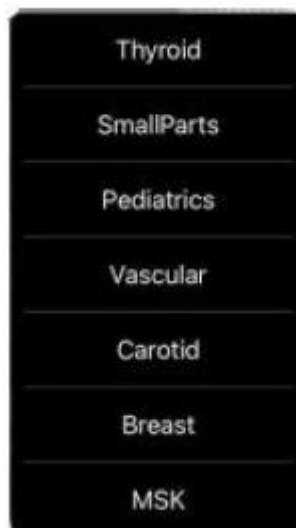 Thyroid
SmallParts
Pediatrics
Vascular
Carotid
Breast
MSK